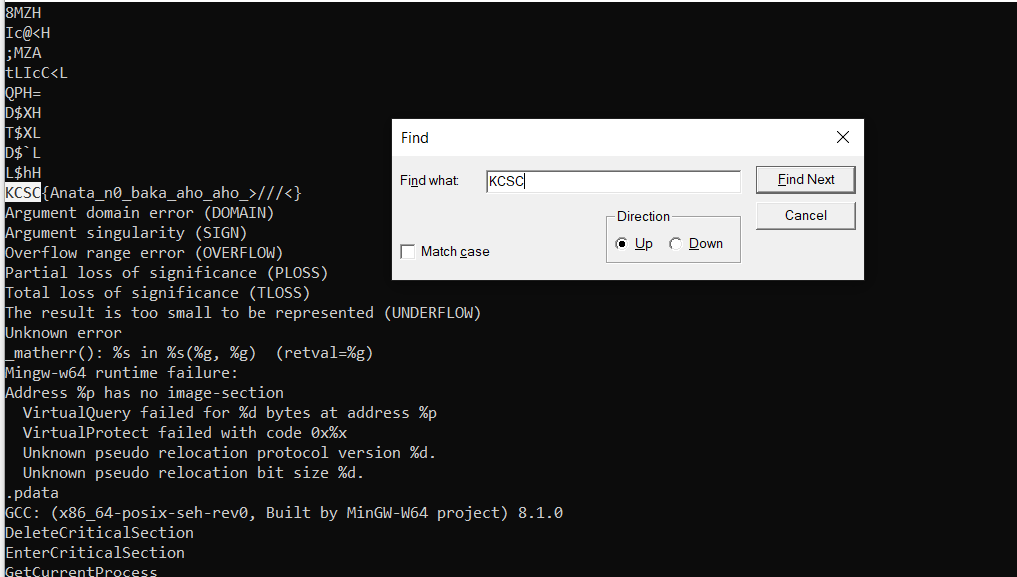 8MZH
Ic@<H
;MZA
tLIcC<L
QPH=
D$XH
T$XL
D$`L
L$hH
KCSC{Anata_n0_baka_aho_aho_>///<}
Argument domain error (DOMAIN)
Argument singularity (SIGN)
Overflow range error (OVERFLOW)
Partial loss of significance (PLOSS)
Total loss of significance (TLOSS)
The result is too small to be represented (UNDERFLOW)
Unknown error
_matherr(): %s in %s(%g, %g)  (retval=%g)
Mingw-w64 runtime failure:
Address %p has no image-section
  VirtualQuery failed for %d bytes at address %p
  VirtualProtect failed with code 0x%x
  Unknown pseudo relocation protocol version %d.
  Unknown pseudo relocation bit size %d.
.pdata
GCC: (x86_64-posix-seh-rev0, Built by MinGW-W64 project) 8.1.0
DeleteCriticalSection
EnterCriticalSection
GetCurrentProcess
Find
Find what:
KCSC
Find Next
Cancel
Direction
Up
Down
Match case